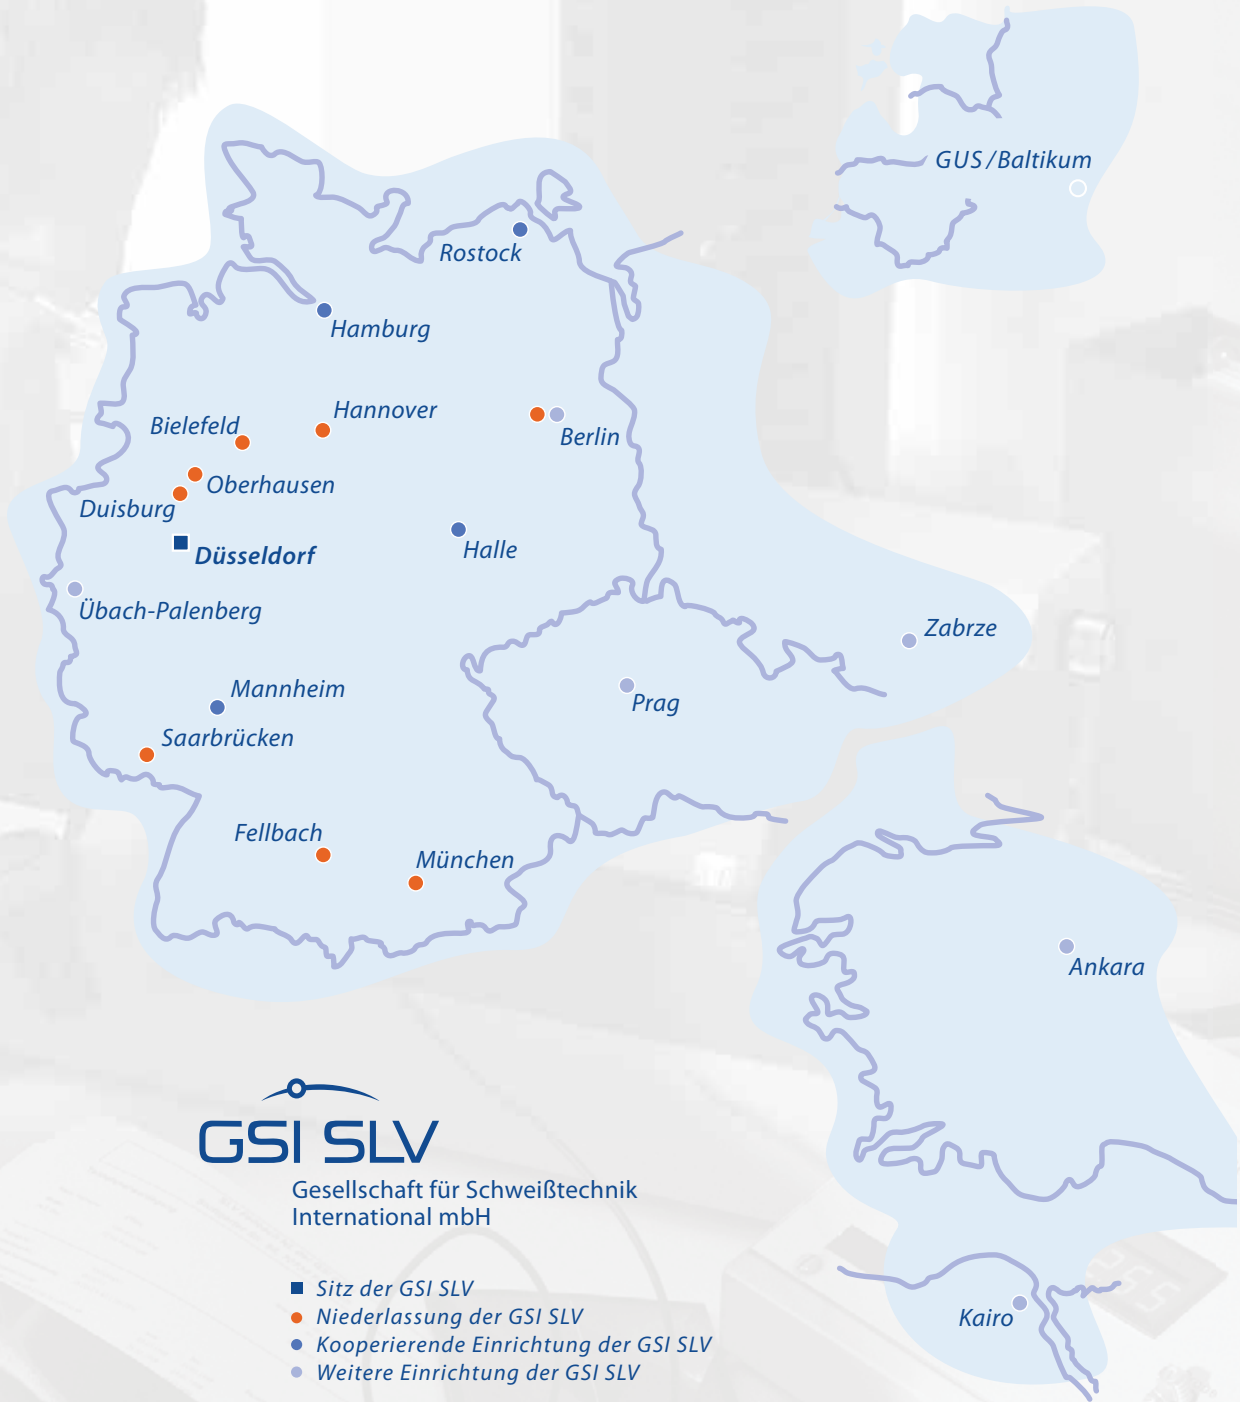 GUS/Baltikum
Rostock
Hamburg
Hannover
Bielefeld
Berlin
Oberhausen
Duisburg
Halle
Düsseldorf
Übach-Palenberg
Zabrze
Mannheim
Prag
Saarbrücken
Fellbach
München
Ankara
GSI SLV
Gesellschaft für Schweißtechnik
International mbH
Sitz der GSI SLV
Niederlassung der GSI SLV
Kooperierende Einrichtung der GSI SLV
Weitere Einrichtung der GSI SLV
Kairo